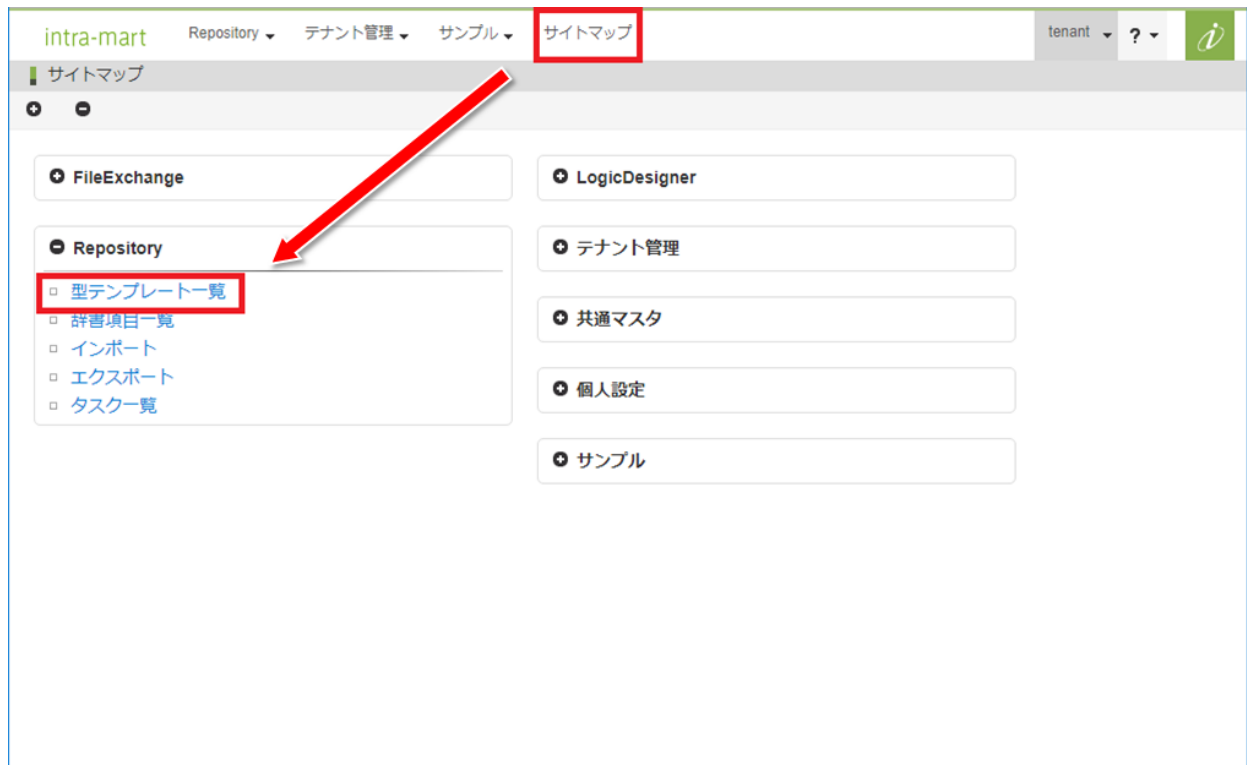 intra-mart Repository テナント管理 サンプル サイトマップ tenant ?
サイトマップ
FileExchange
Repository
型テンプレート一覧
辞書項目一覧
インポート
エクスポート
タスク一覧
LogicDesigner
テナント管理
共通マスタ
個人設定
サンプル